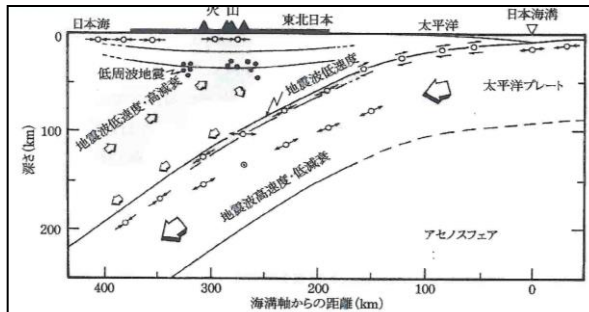 火山
日本海
東北日本
太平洋
日本海溝
低周波地震
地震波低速度
地震波低速度・高減衰
太平洋プレート
地震波高速度・低減衰
アセノスフェア
深さ(km)
0
100
200
400
300
200
100
0
海溝軸からの距離(km)